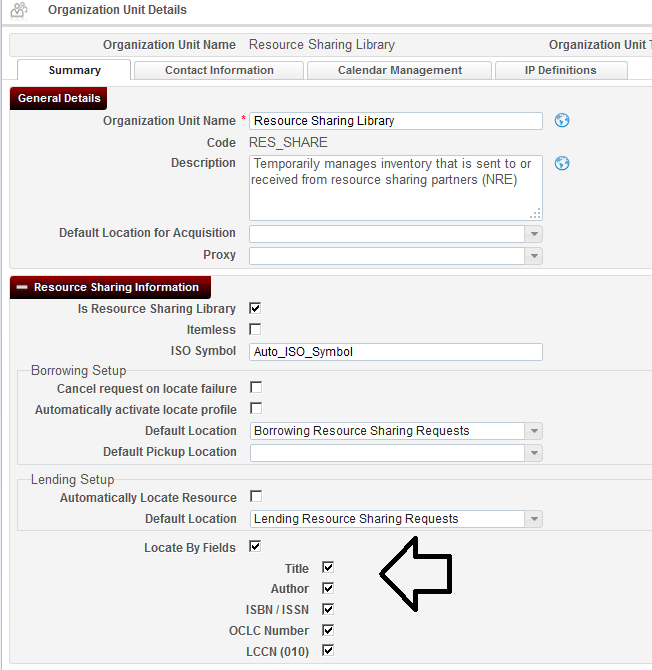 Organization Unit Details
Organization Unit Name Resource Sharing Library Organization Unit T
Summary Contact Information Calendar Management IP Definitions
General Details
Organization Unit Name * Resource Sharing Library
Code RES_SHARE
Description Temporarily manages inventory that is sent to or
received from resource sharing partners (NRE)
Default Location for Acquisition
Proxy
Resource Sharing Information
Is Resource Sharing Library
Itemless
ISO Symbol Auto_ISO_Symbol
Borrowing Setup
Cancel request on locate failure
Automatically activate locate profile
Default Location Borrowing Resource Sharing Requests
Default Pickup Location
Lending Setup
Automatically Locate Resource
Default Location Lending Resource Sharing Requests
Locate By Fields
Title
Author
ISBN / ISSN
OCLC Number
LCCN (010)